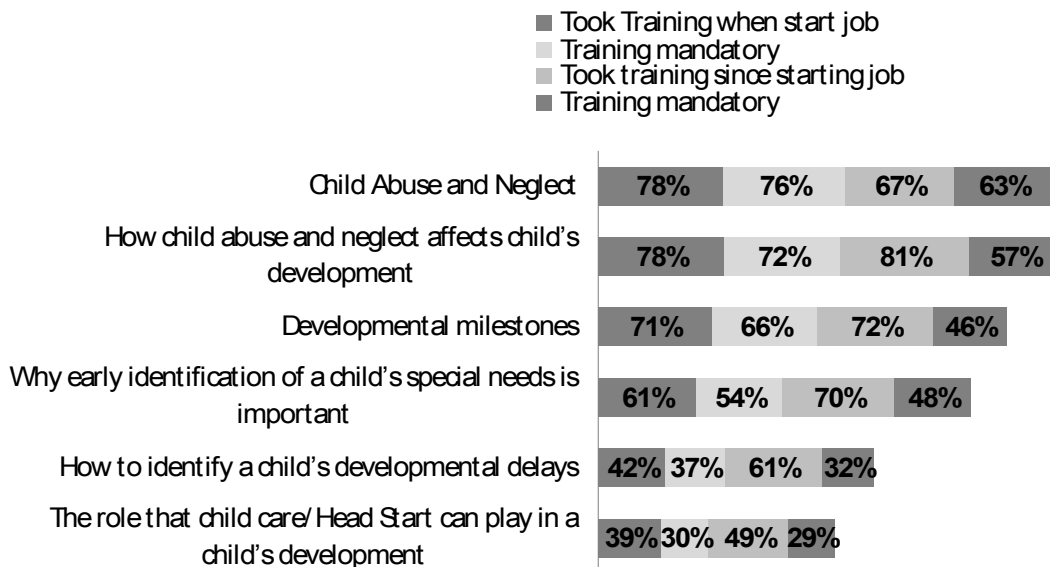 Took Training when start job
Training mandatory
Took training since starting job
Training mandatory
Child Abuse and Neglect 78% 76% 67% 63%
How child abuse and neglect affects child's
development 78% 72% 81% 57%
Developmental milestones 71% 66% 72% 46%
Why early identification of a child's special needs is
important 61% 54% 70% 48%
How to identify a child's developmental delays 42% 37% 61% 32%
The role that child care/ Head Start can play in a
child's development 39% 30% 49% 29%